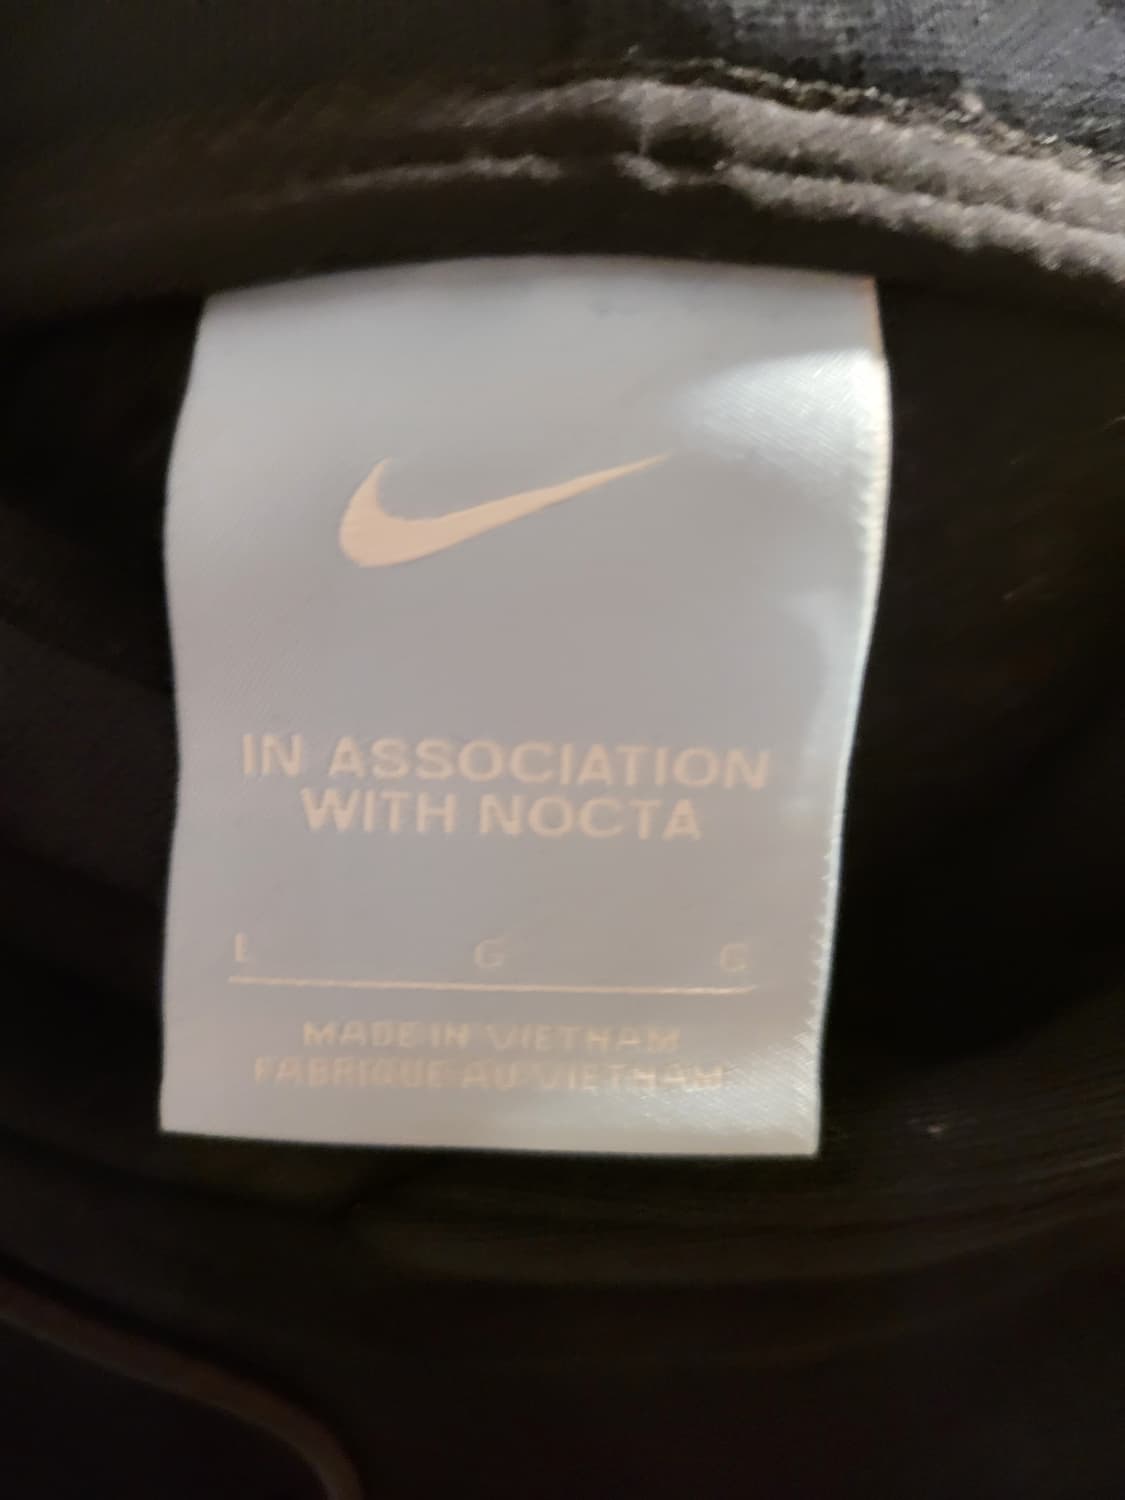 IN ASSOCIATION
WITH NOCTA
L G G
MADE IN VIETNAM
FABRIQUE AU VIETNAM